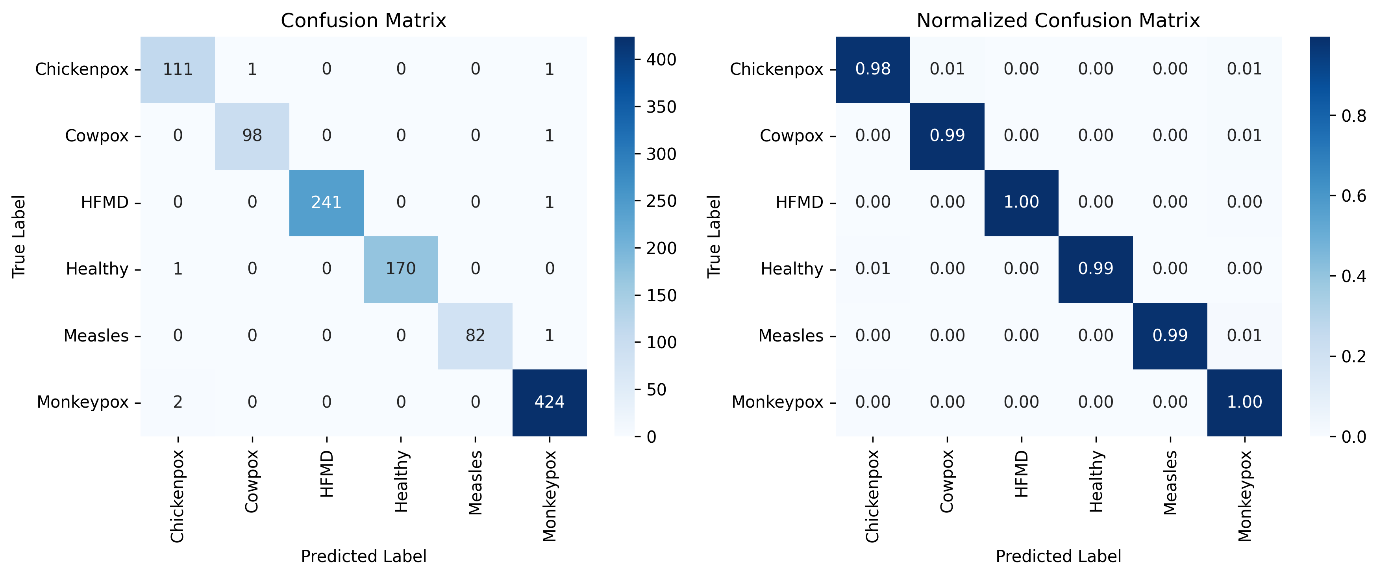 Confusion Matrix
True Label
Chickenpox 111 1 0 0 0 1
Cowpox 0 98 0 0 0 1
HFMD 0 0 241 0 0 1
Healthy 1 0 0 170 0 0
Measles 0 0 0 0 82 1
Monkeypox 2 0 0 0 0 424
Chickenpox Cowpox HFMD Healthy Measles Monkeypox
Predicted Label
400
350
300
250
200
150
100
50
0
Normalized Confusion Matrix
True Label
Chickenpox 0.98 0.01 0.00 0.00 0.00 0.01
Cowpox 0.00 0.99 0.00 0.00 0.00 0.01
HFMD 0.00 0.00 1.00 0.00 0.00 0.00
Healthy 0.01 0.00 0.00 0.99 0.00 0.00
Measles 0.00 0.00 0.00 0.00 0.99 0.01
Monkeypox 0.00 0.00 0.00 0.00 0.00 1.00
Chickenpox Cowpox HFMD Healthy Measles Monkeypox
Predicted Label
0.8
0.6
0.4
0.2
0.0